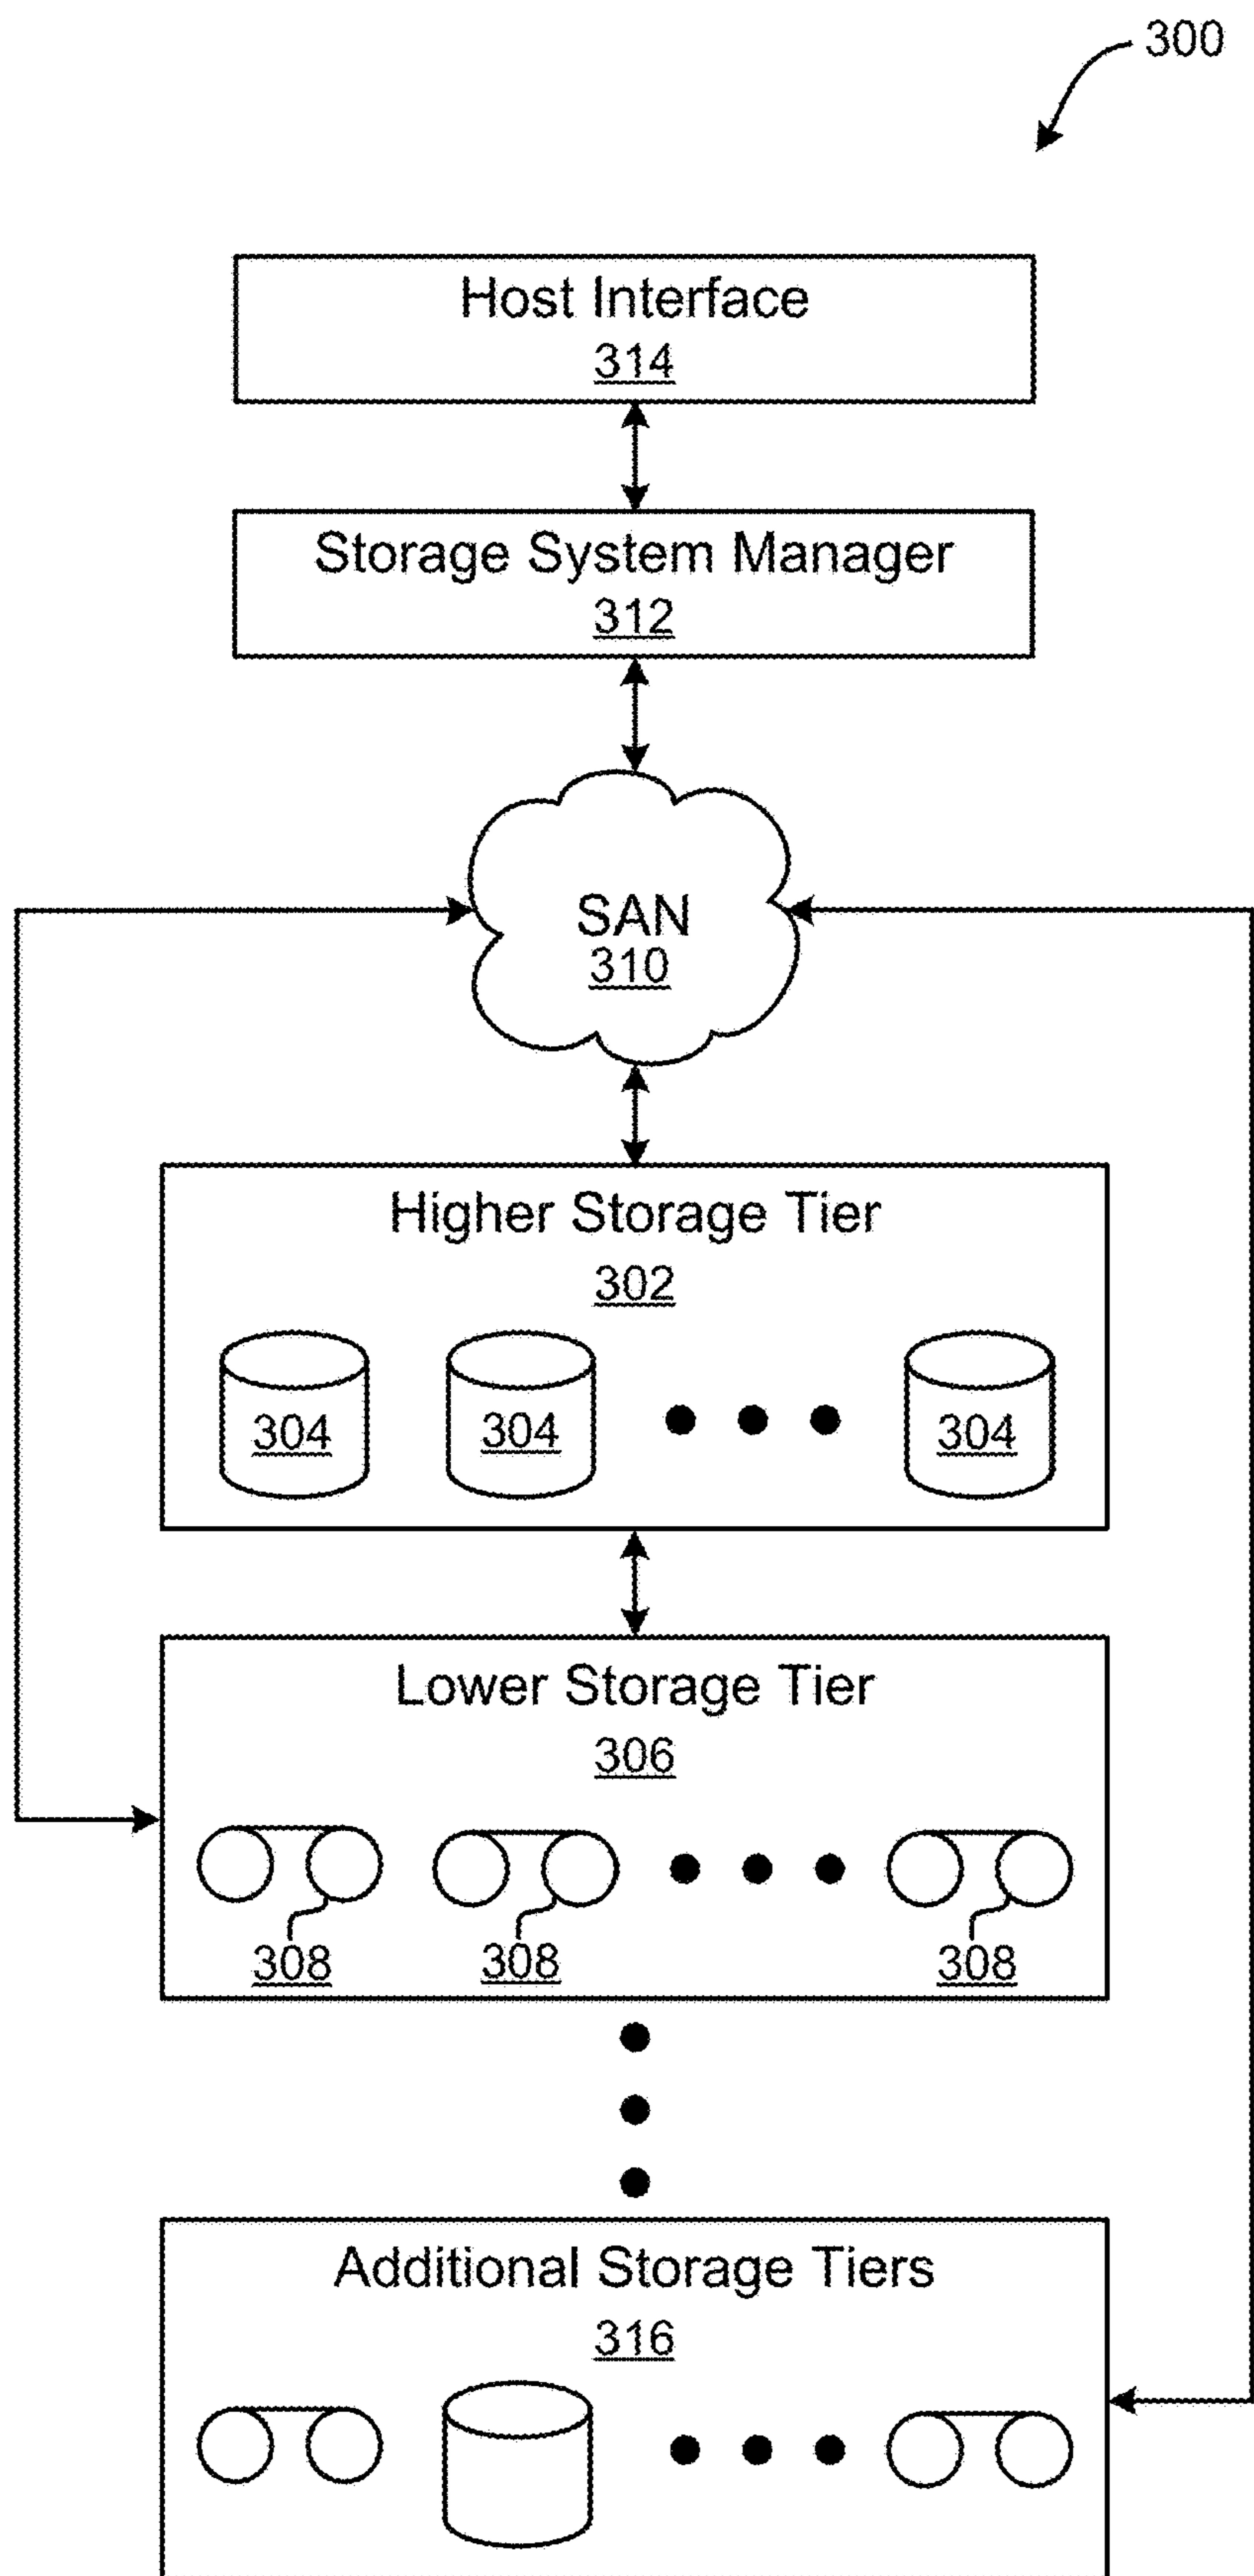 300
Host Interface
314
Storage System Manager
312
SAN
310
Higher Storage Tier
302
304 304 304
Lower Storage Tier
306
308 308 308
Additional Storage Tiers
316